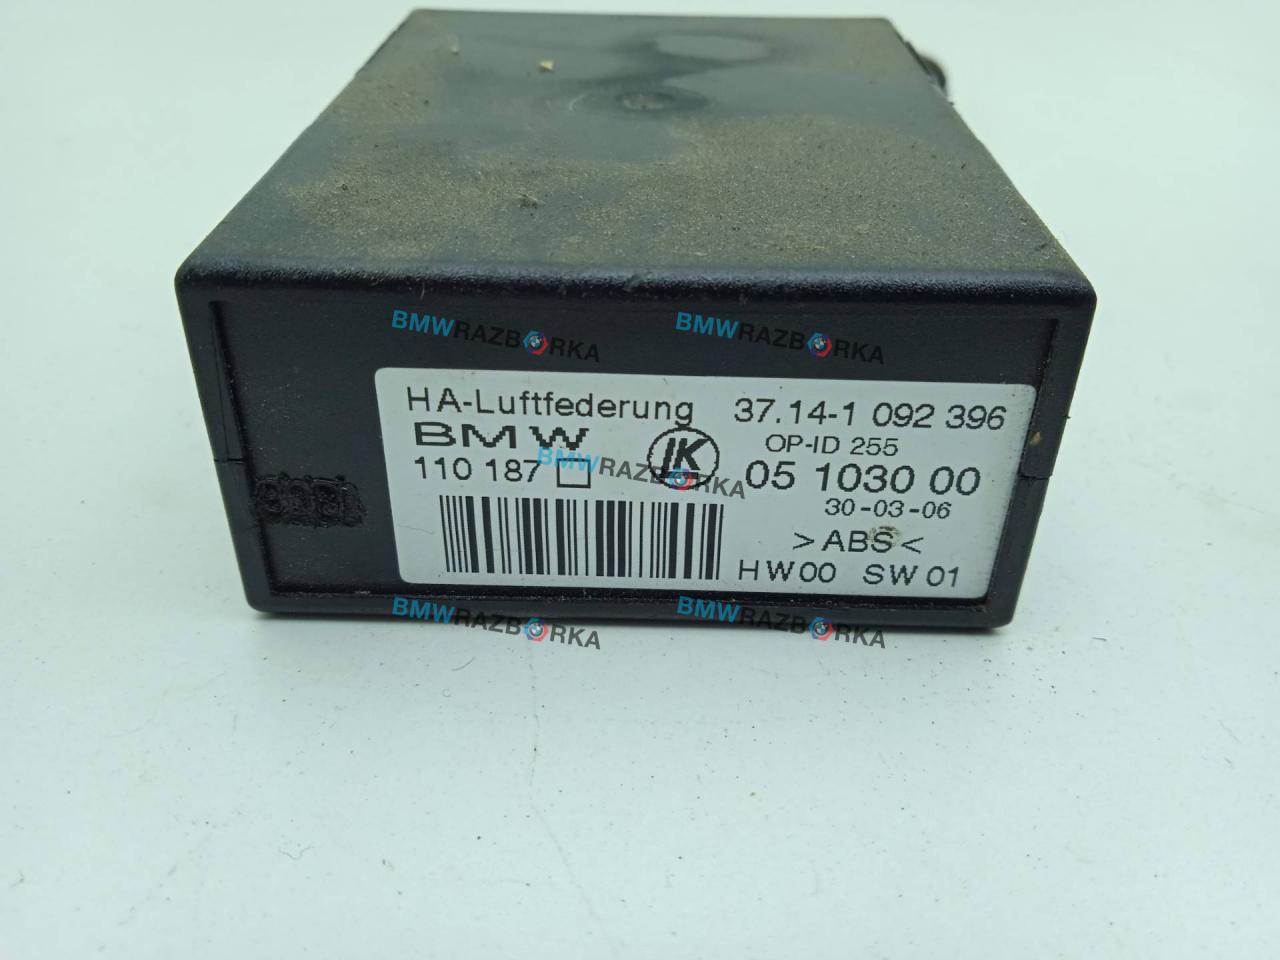 BMWRAZBORKA BMWRAZBORKA
HA-Luftfederung 37.14-1 092 396
BMW LK OP-ID 255
110 187 05 1030 00
BMWRAZBORKA
30-03-06
>ABS<
HW00 SW01
BMWRAZBORKA BMWRAZBORKA